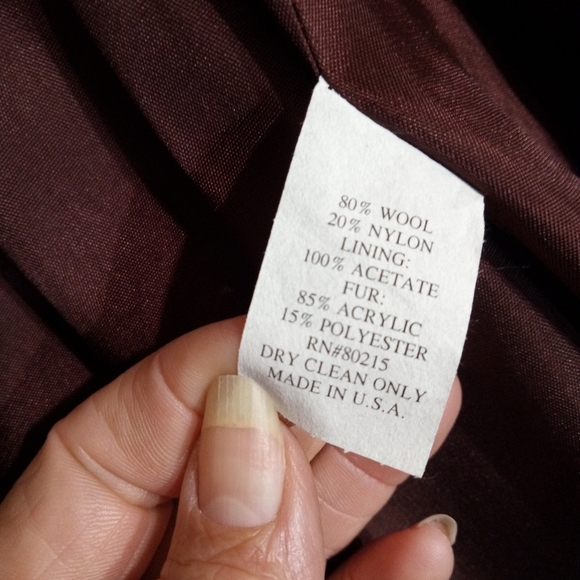 80% WOOL
20% NYLON
LINING:
100% ACETATE
FUR:
85% ACRYLIC
15% POLYESTER
RN#80215
DRY CLEAN ONLY
MADE IN U.S.A.